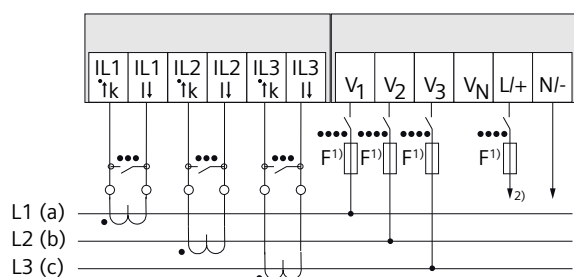 IL1 IL1 IL2 IL2 IL3 IL3
↑k l↓ ↑k l↓ ↑k l↓ V1 V2 V3 VN L/+ N/-
F1) F1) F1) F1)
2)
L1 (a)
L2 (b)
L3 (c)